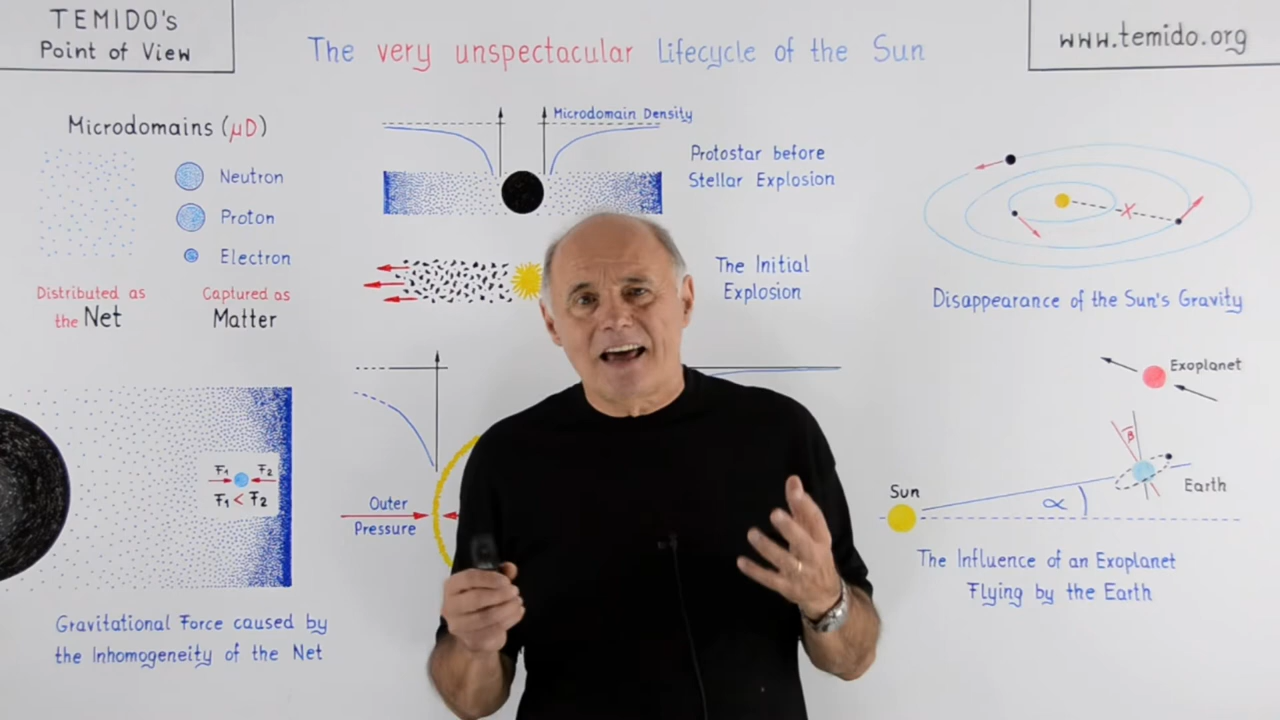 TEMIDO's
Point of View
The very unspectacular Lifecycle of the Sun
www.temido.org
Microdomains (μD)
Neutron
Proton
Electron
Distributed as
the Net
Captured as
Matter
Microdomain Density
Protostar before
Stellar Explosion
The Initial
Explosion
Disappearance of the Sun's Gravity
X
F₁
F₂
F₁ < F₂
Gravitational Force caused by
the Inhomogeneity of the Net
Outer
Pressure
Exoplanet
β
Earth
Sun
α
The Influence of an Exoplanet
Flying by the Earth